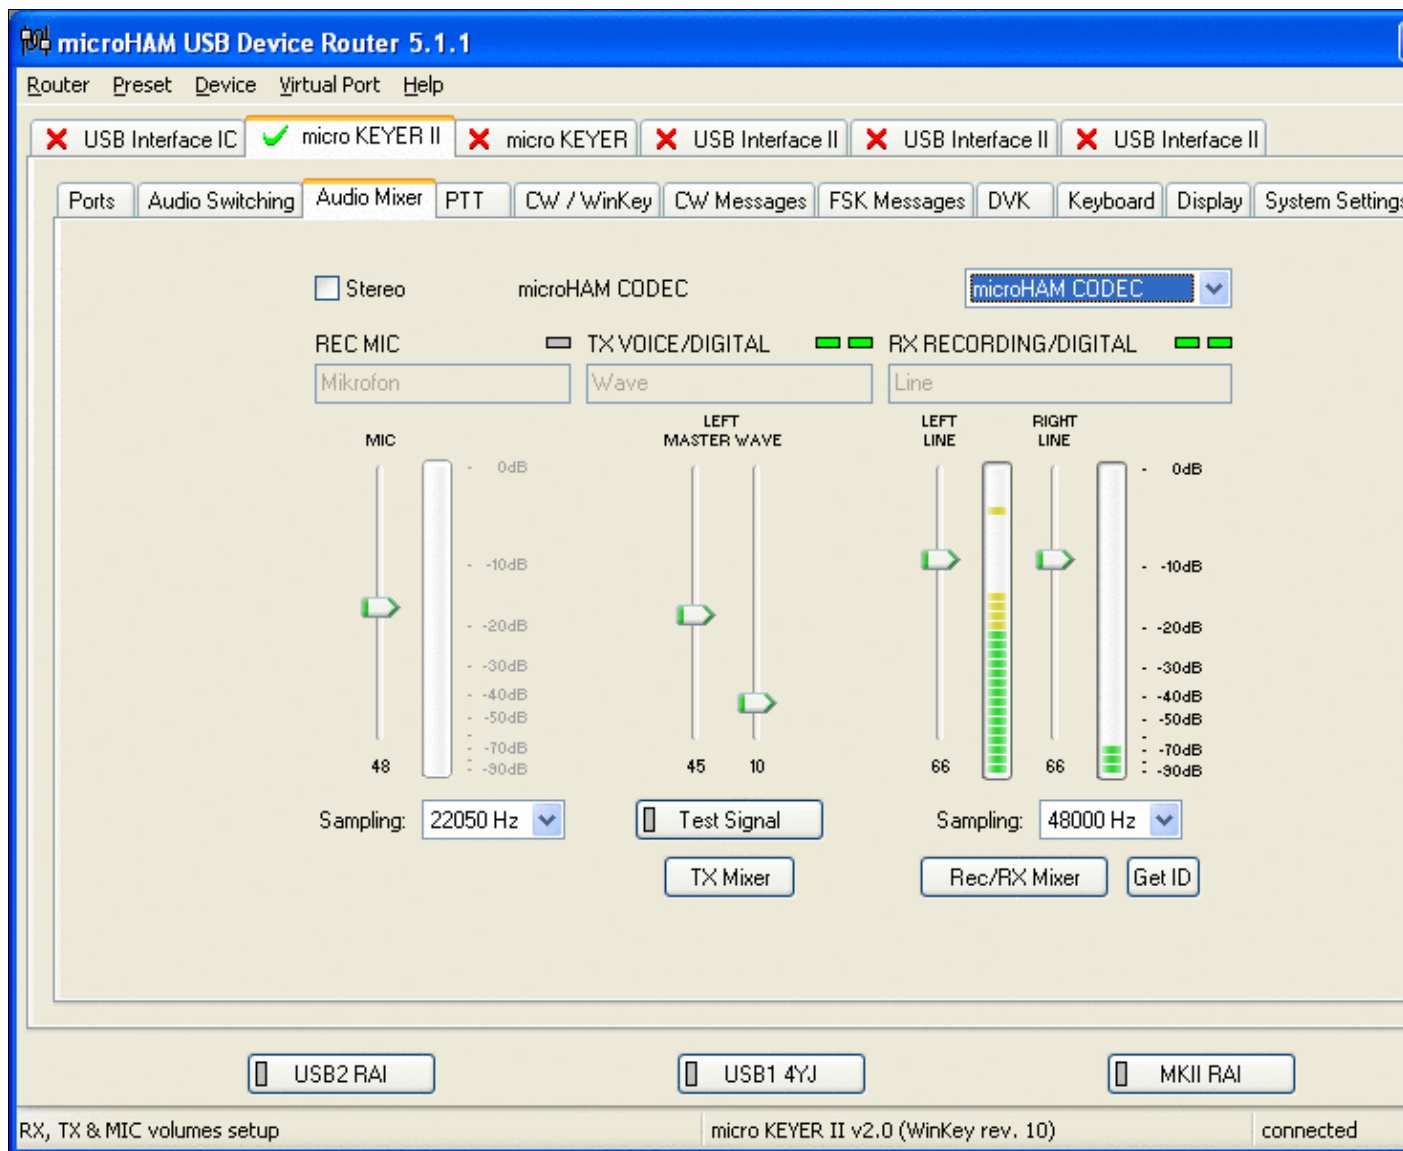 microHAM USB Device Router 5.1.1
Router Preset Device Virtual Port Help
USB Interface IC micro KEYER II micro KEYER USB Interface II USB Interface II USB Interface II
Ports Audio Switching Audio Mixer PTT CW / WinKey CW Messages FSK Messages DVK Keyboard Display System Settings
Stereo microHAM CODEC microHAM CODEC
REC MIC TX VOICE/DIGITAL RX RECORDING/DIGITAL
Mikrofon Wave Line
LEFT LEFT RIGHT
MIC MASTER WAVE LINE LINE
- 0dB - 0dB
- -10dB - -10dB
- -20dB - -20dB
- -30dB - -30dB
- -40dB - -40dB
- -50dB - -50dB
- -70dB - -70dB
48 - -90dB 45 10 66 66 - -90dB
Sampling: 22050 Hz Test Signal Sampling: 48000 Hz
TX Mixer Rec/RX Mixer Get ID
USB2 RAI USB1 4YJ MKII RAI
RX, TX & MIC volumes setup micro KEYER II v2.0 (WinKey rev. 10) connected